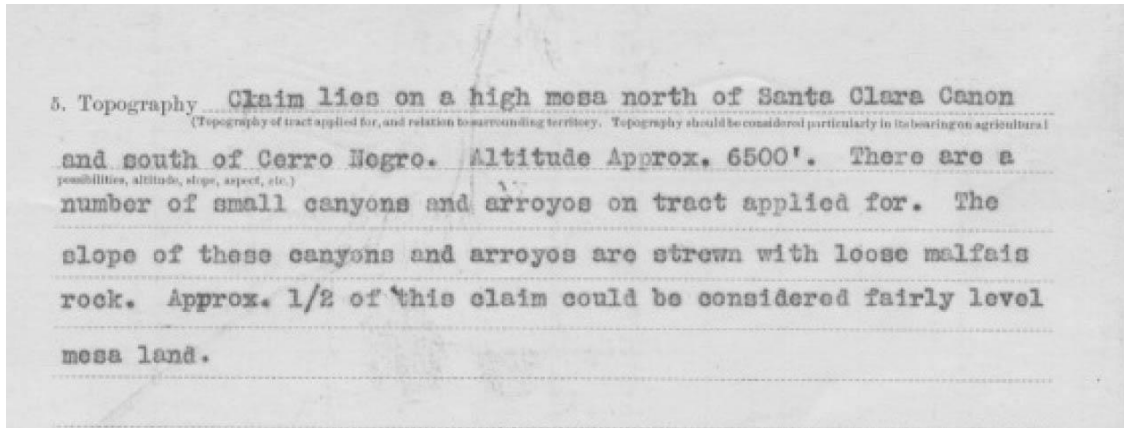 5. Topography Claim lies on a high mesa north of Santa Clara Canon
(Topography of tract applied for, and relation to surrounding territory. Topography should be considered particularly in its bearing on agricultural
and south of Cerro Negro. Altitude Approx. 6500'. There are a
possibilities, altitude, slope, aspect, etc.)
number of small canyons and arroyos on tract applied for. The
slope of these canyons and arroyos are strewn with loose malfais
rock. Approx. 1/2 of this claim could be considered fairly level
mesa land.